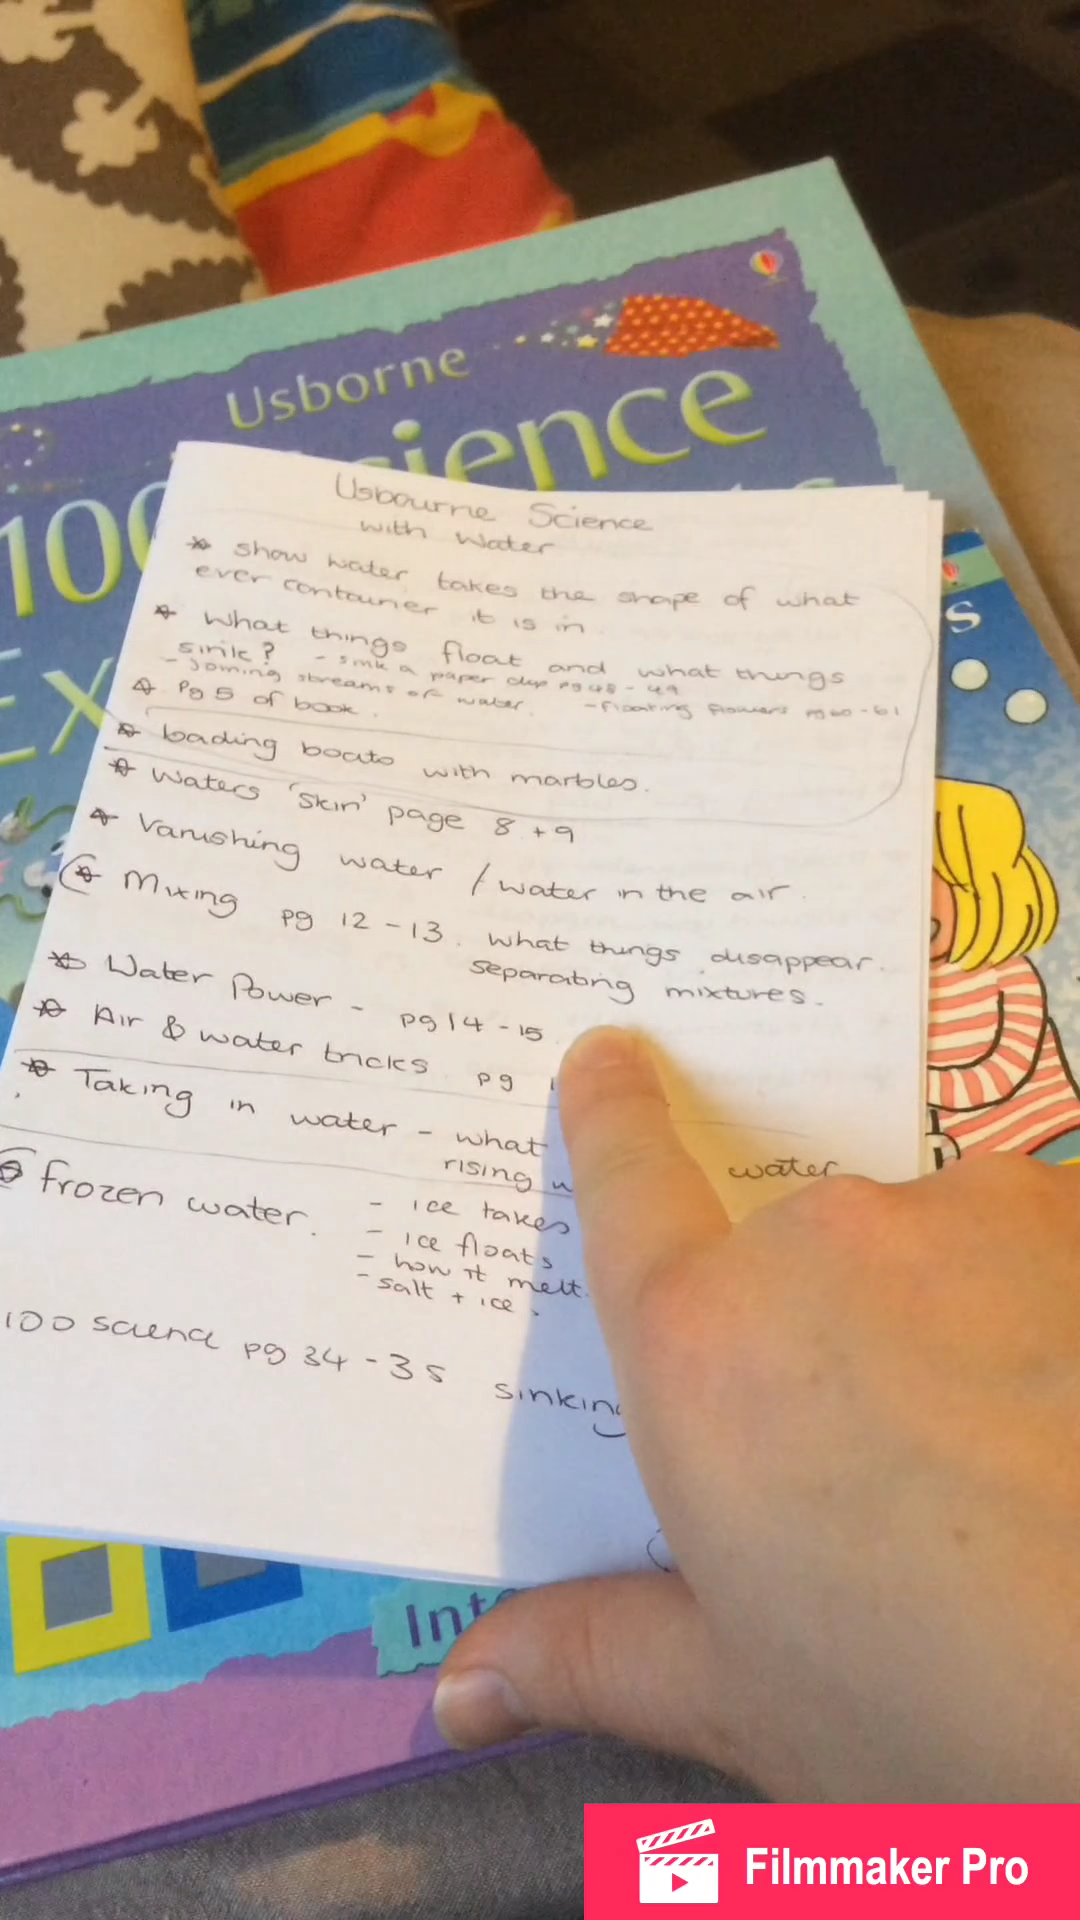 Usborne
100 Science
Ex
s
Usbourne Science
with Water
show water takes the shape of what
ever container it is in
What things float and what things
sink? - sink a paper clip pg 48 - 49
- Joining streams of water. - floating flowers pg 60 - 61
Pg 5 of book.
loading boats with marbles.
Waters 'skin' page 8 + 9
Vanishing water / water in the air.
Mixing pg 12 - 13. what things disappear.
separating mixtures.
Water Power - pg 14 - 15
Air & water tricks. pg 1
Taking in water - what water
rising w
frozen water. - ice takes
- ice floats
- how it melt
- salt + ice.
100 science pg 34 - 35 sinking
Int
Filmmaker Pro